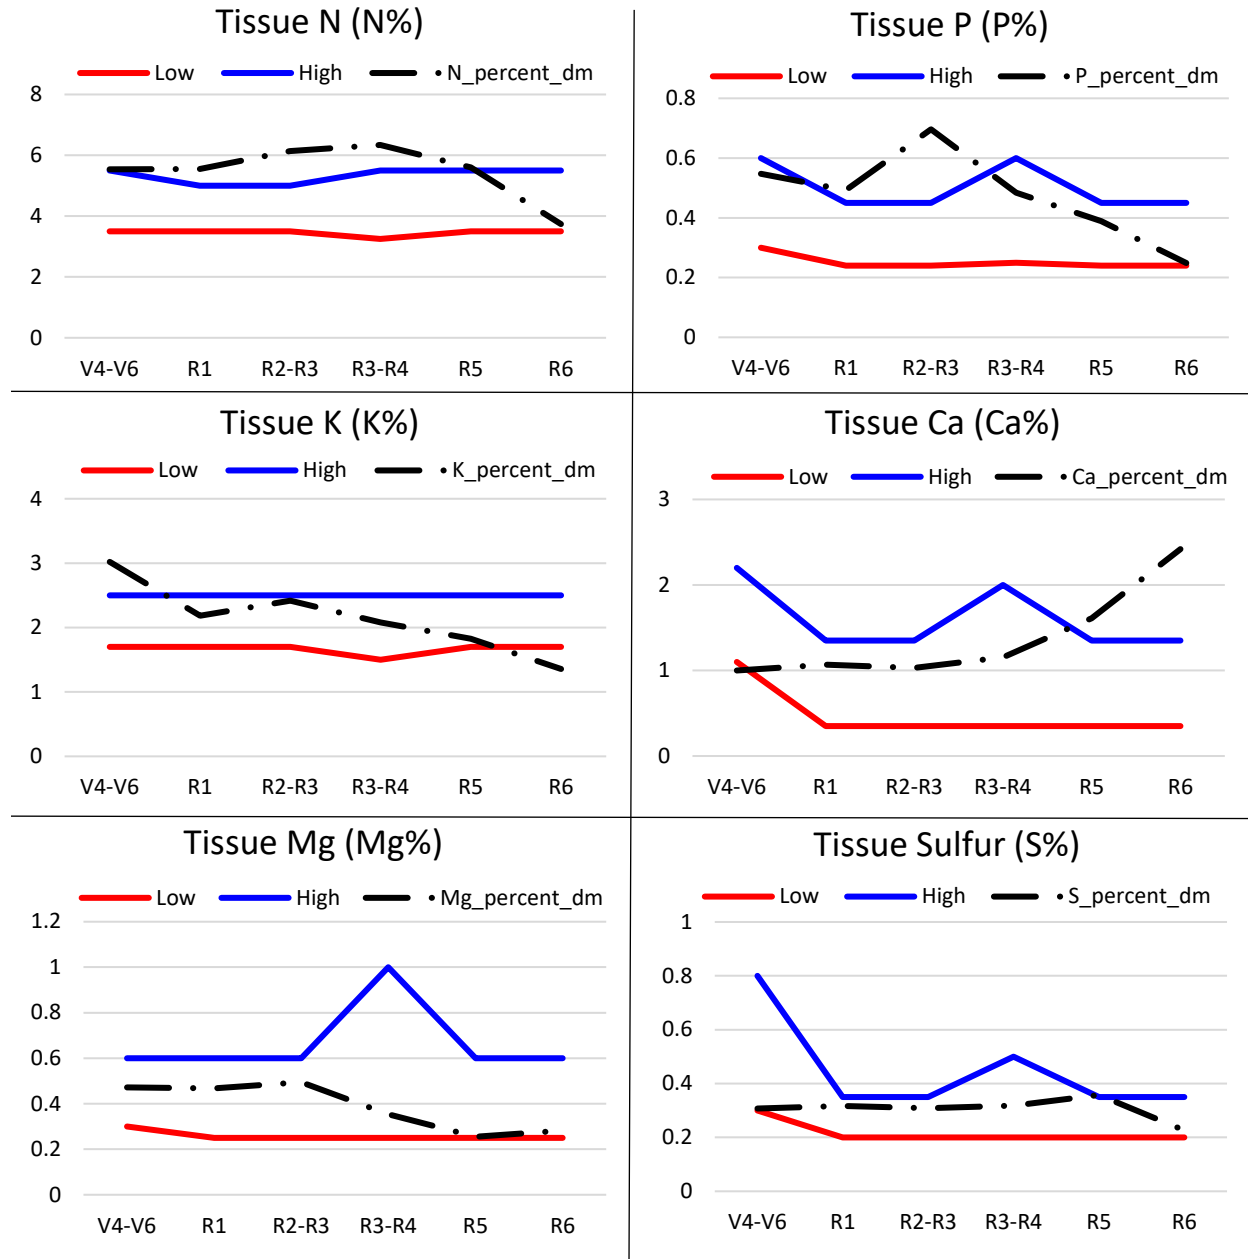 Tissue N (N%)
Low High N_percent_dm
8
6
4
2
0
V4-V6 R1 R2-R3 R3-R4 R5 R6
Tissue P (P%)
Low High P_percent_dm
0.8
0.6
0.4
0.2
0
V4-V6 R1 R2-R3 R3-R4 R5 R6
Tissue K (K%)
Low High K_percent_dm
4
3
2
1
0
V4-V6 R1 R2-R3 R3-R4 R5 R6
Tissue Ca (Ca%)
Low High Ca_percent_dm
3
2
1
0
V4-V6 R1 R2-R3 R3-R4 R5 R6
Tissue Mg (Mg%)
Low High Mg_percent_dm
1.2
1
0.8
0.6
0.4
0.2
0
V4-V6 R1 R2-R3 R3-R4 R5 R6
Tissue Sulfur (S%)
Low High S_percent_dm
1
0.8
0.6
0.4
0.2
0
V4-V6 R1 R2-R3 R3-R4 R5 R6